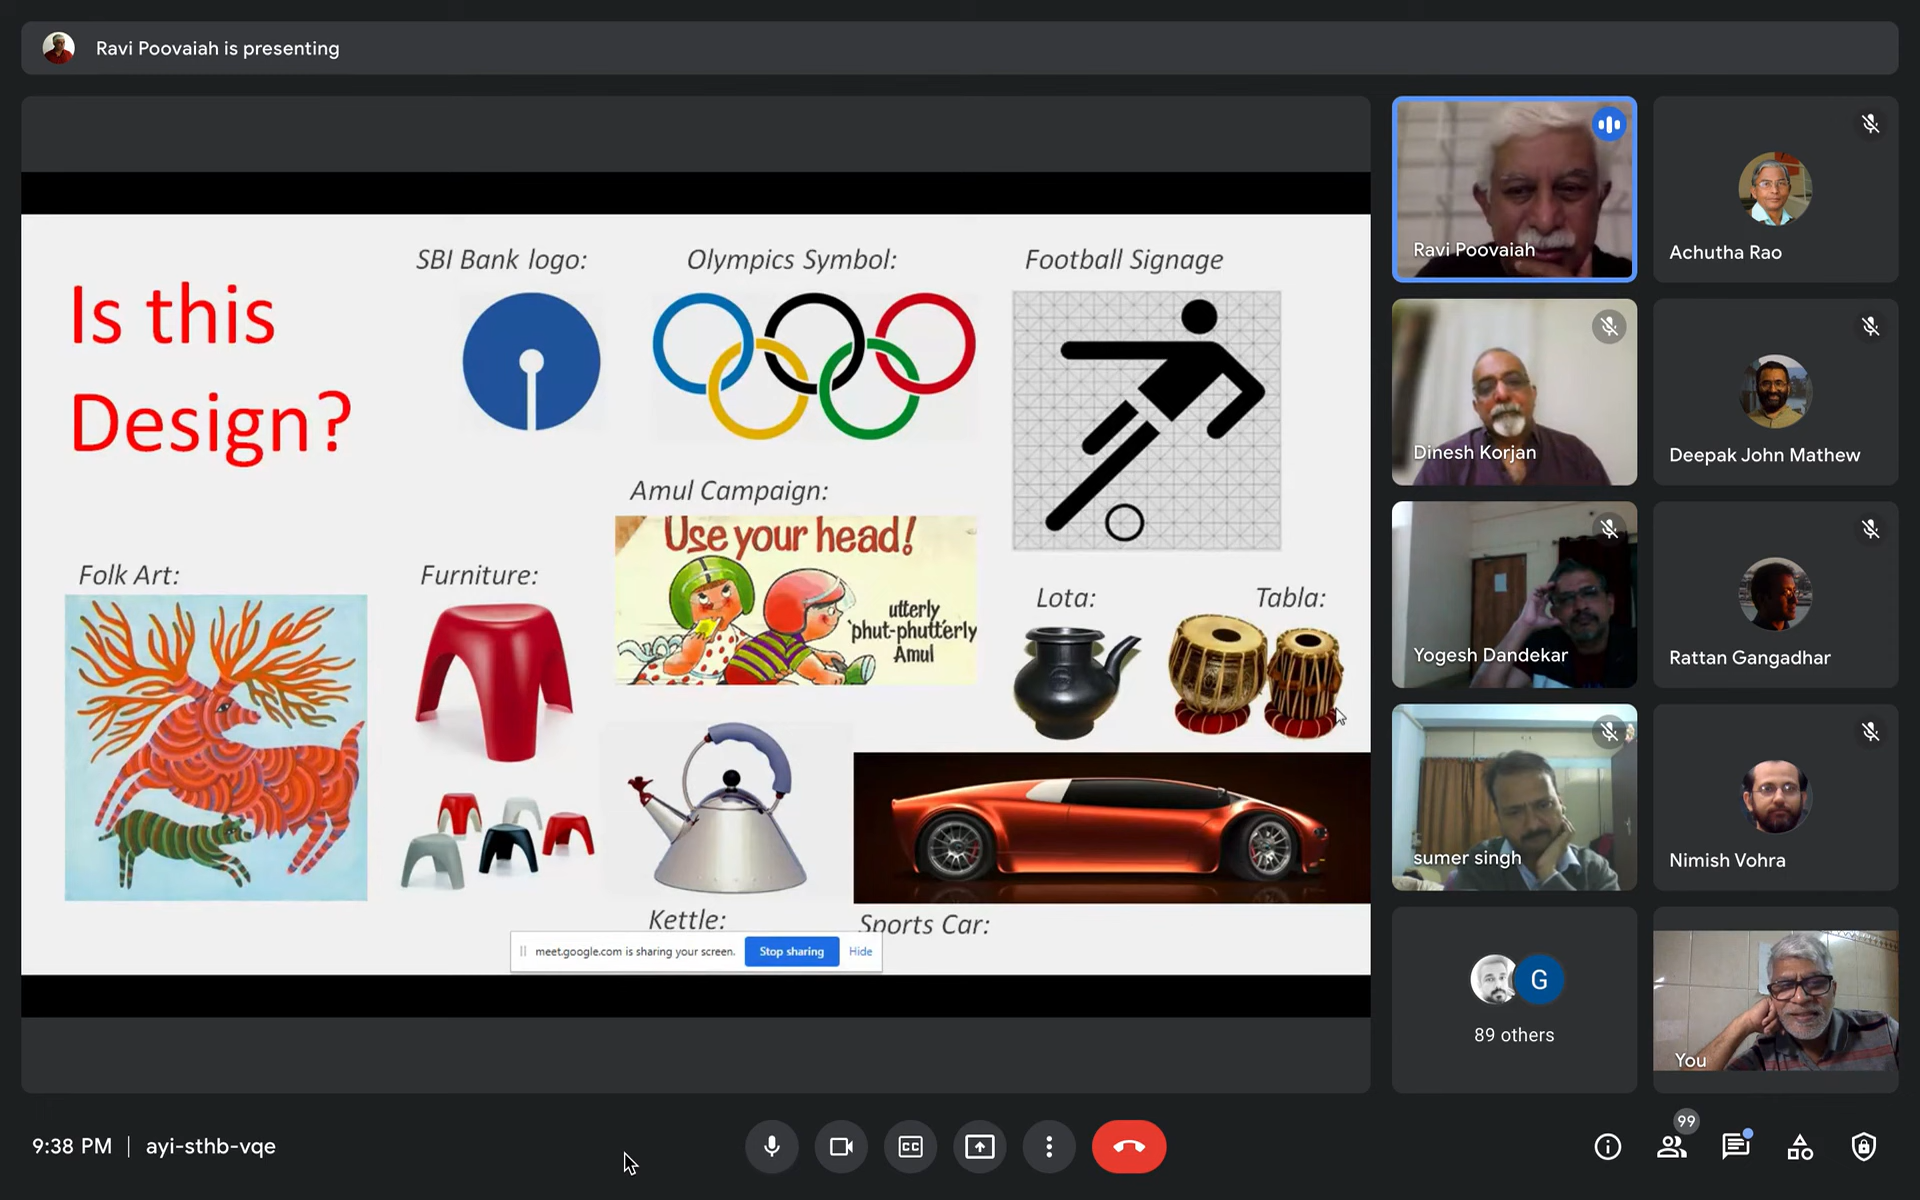 Ravi Poovaiah is presenting
Is this
Design?
SBI Bank logo:
Olympics Symbol:
Football Signage
Amul Campaign:
Use your head!
utterly
'phut-phutterly'
Amul
Folk Art:
Furniture:
Lota:
Tabla:
Kettle:
Sports Car:
meet.google.com is sharing your screen.
Stop sharing
Hide
Ravi Poovaiah
Achutha Rao
Dinesh Korjan
Deepak John Mathew
Yogesh Dandekar
Rattan Gangadhar
sumer singh
Nimish Vohra
G
89 others
You
9:38 PM | ayi-sthb-vqe
CC
99